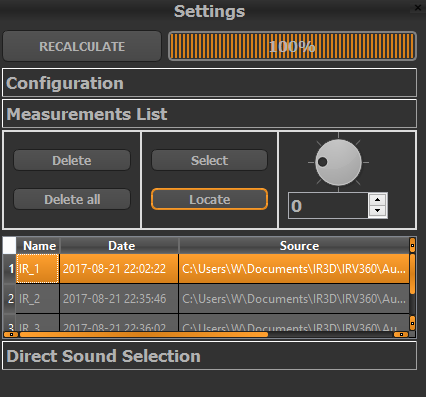 Settings
RECALCULATE 100%
Configuration
Measurements List
Delete Select
Delete all Locate
0
Name Date Source
1 IR_1 2017-08-21 22:02:22 C:\Users\W\Documents\IR3D\IRV360\Au...
2 IR_2 2017-08-21 22:35:46 C:\Users\W\Documents\IR3D\IRV360\Au...
3 IR_3 2017-08-21 22:36:02 C:\Users\W\Documents\IR3D\IRV360\Au...
Direct Sound Selection